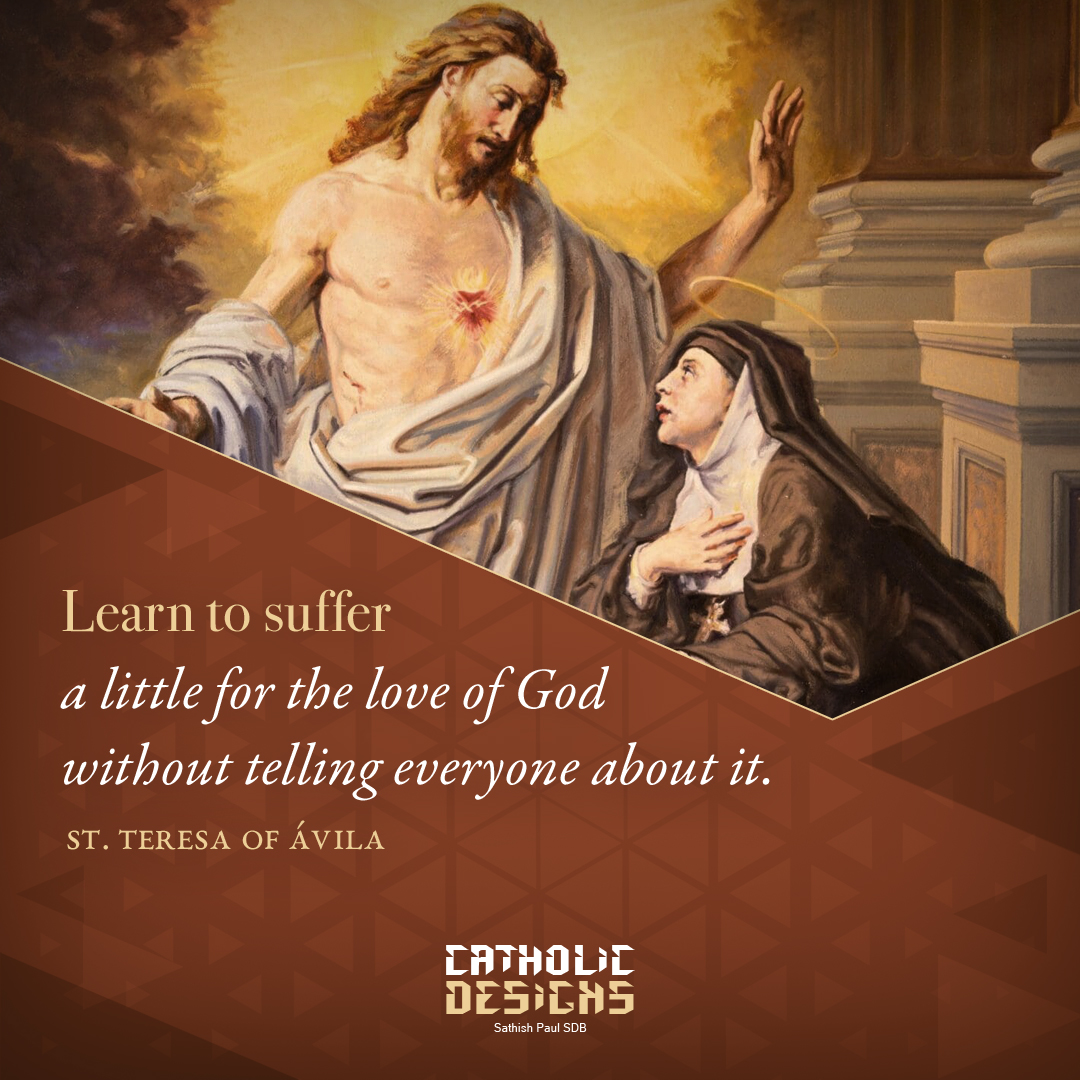 Learn to suffer
a little for the love of God
without telling everyone about it.
ST. TERESA OF ÁVILA
CATHOLIC
DESIGNS
Sathish Paul SDB